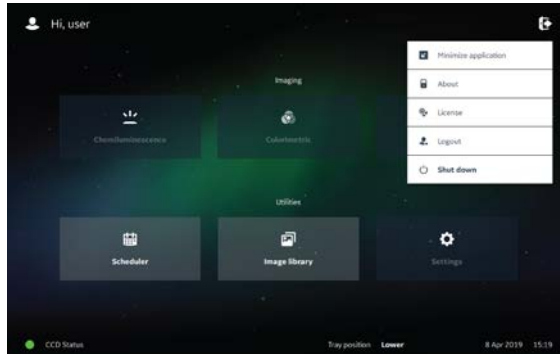 Hi, user
Minimize application
About
License
Logout
Shut down
Imaging
Chemiluminescence
Colorimetric
Utilities
Scheduler
Image library
Settings
CCD Status
Tray position Lower
8 Apr 2019 15:19